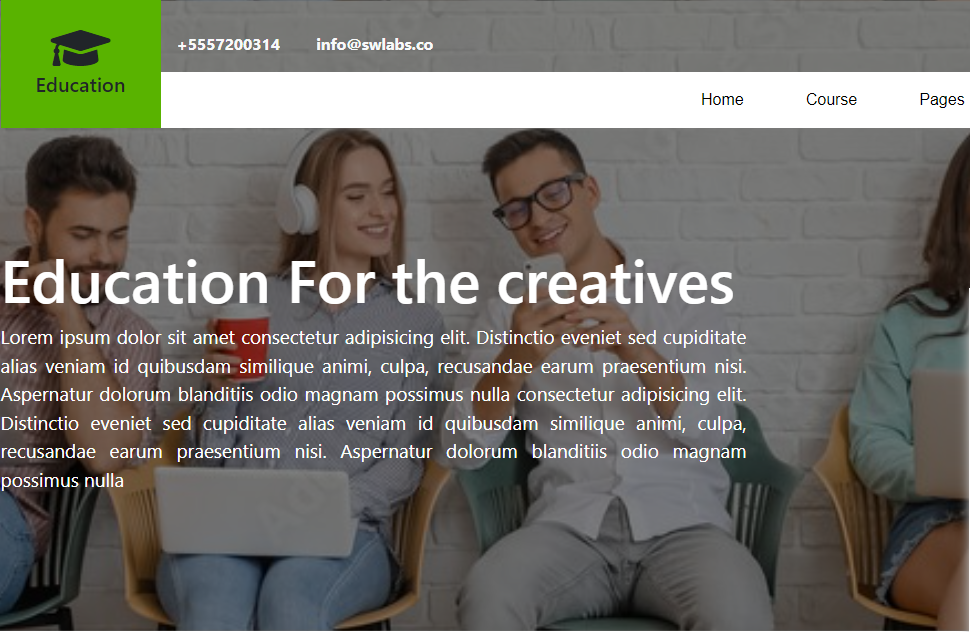 +5557200314 info@swlabs.co
Education
Home Course Pages
Education For the creatives
Lorem ipsum dolor sit amet consectetur adipisicing elit. Distinctio eveniet sed cupiditate
alias veniam id quibusdam similique animi, culpa, recusandae earum praesentium nisi.
Aspernatur dolorum blanditiis odio magnam possimus nulla consectetur adipisicing elit.
Distinctio eveniet sed cupiditate alias veniam id quibusdam similique animi, culpa,
recusandae earum praesentium nisi. Aspernatur dolorum blanditiis odio magnam
possimus nulla